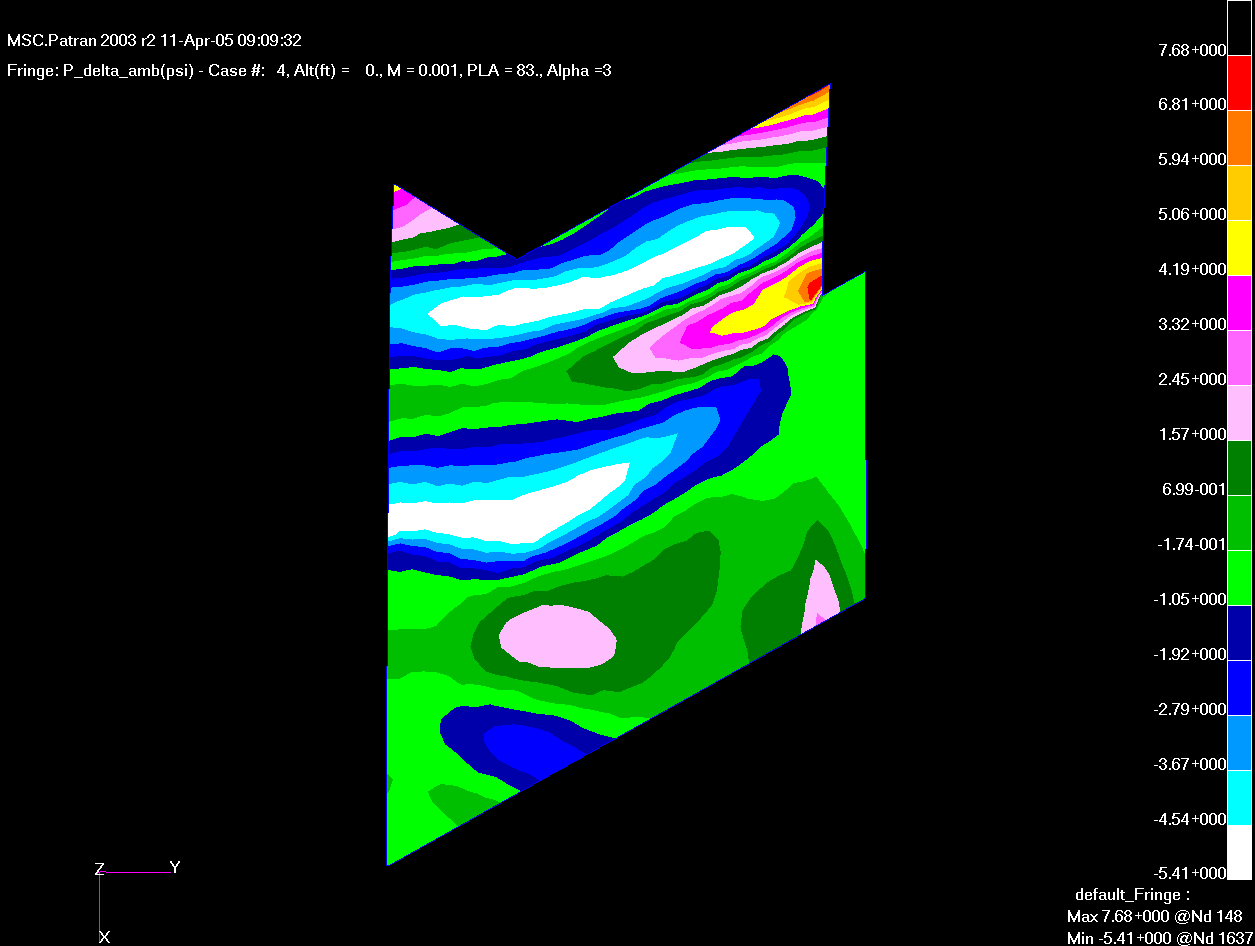 MSC.Patran 2003 r2 11-Apr-05 09:09:32
Fringe: P_delta_amb(psi) - Case #: 4, Alt(ft) = 0., M = 0.001, PLA = 83., Alpha =3
7.68+000
6.81+000
5.94+000
5.06+000
4.19+000
3.32+000
2.45+000
1.57+000
6.99-001
-1.74-001
-1.05+000
-1.92+000
-2.79+000
-3.67+000
-4.54+000
-5.41+000
Z Y
X
default_Fringe :
Max 7.68+000 @Nd 148
Min -5.41+000 @Nd 1637